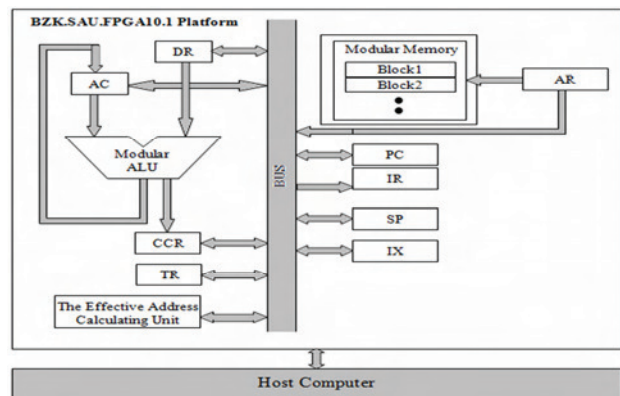 BZK.SAU.FPGA10.1 Platform
DR
AC
Modular
ALU
CCR
TR
The Effective Address
Calculating Unit
BUS
Modular Memory
Block1
Block2
AR
PC
IR
SP
IX
Host Computer